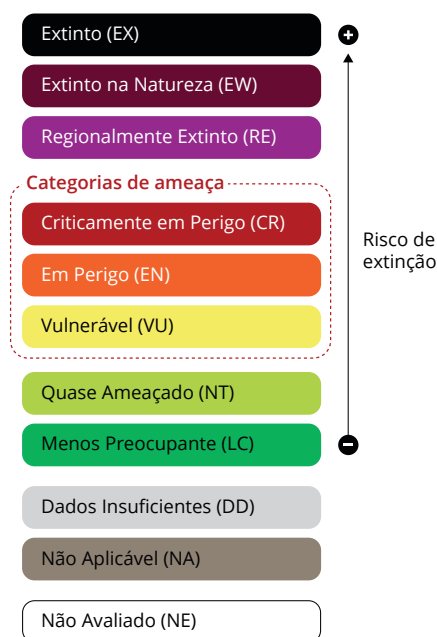 Extinto (EX)
Extinto na Natureza (EW)
Regionalmente Extinto (RE)
Categorias de ameaça
Criticamente em Perigo (CR)
Em Perigo (EN)
Vulnerável (VU)
Quase Ameaçado (NT)
Menos Preocupante (LC)
Dados Insuficientes (DD)
Não Aplicável (NA)
Não Avaliado (NE)
+
Risco de
extinção
−